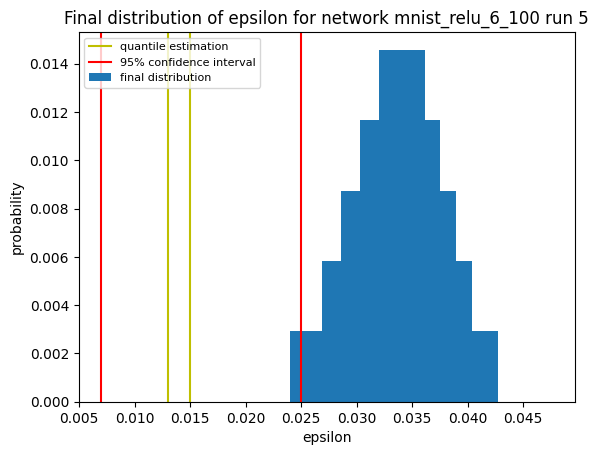 Final distribution of epsilon for network mnist_relu_6_100 run 5
quantile estimation
95% confidence interval
final distribution
probability
0.014
0.012
0.010
0.008
0.006
0.004
0.002
0.000
0.005
0.010
0.015
0.020
0.025
0.030
0.035
0.040
0.045
epsilon